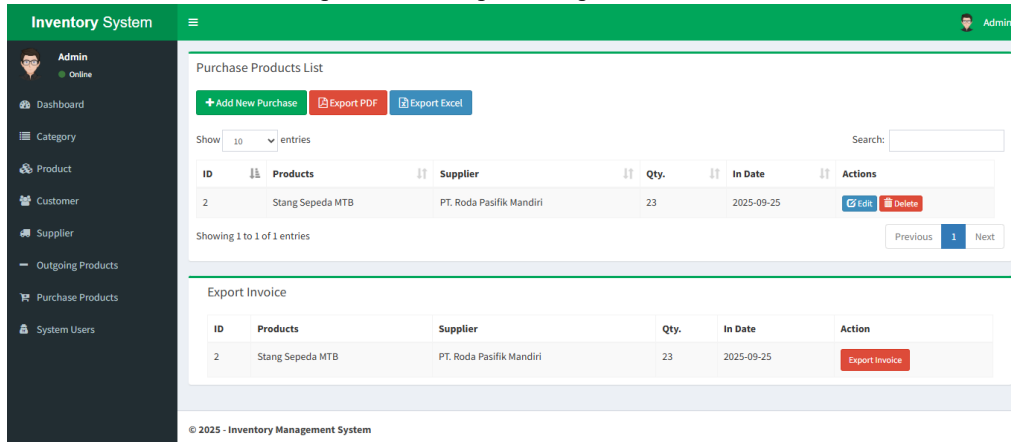 Inventory System
Admin
Admin
Online
Dashboard
Category
Product
Customer
Supplier
Outgoing Products
Purchase Products
System Users
Purchase Products List
Add New Purchase Export PDF Export Excel
Show 10 entries Search:
ID Products Supplier Qty. In Date Actions
2 Stang Sepeda MTB PT. Roda Pasifik Mandiri 23 2025-09-25 Edit Delete
Showing 1 to 1 of 1 entries Previous 1 Next
Export Invoice
ID Products Supplier Qty. In Date Action
2 Stang Sepeda MTB PT. Roda Pasifik Mandiri 23 2025-09-25 Export Invoice
© 2025 - Inventory Management System